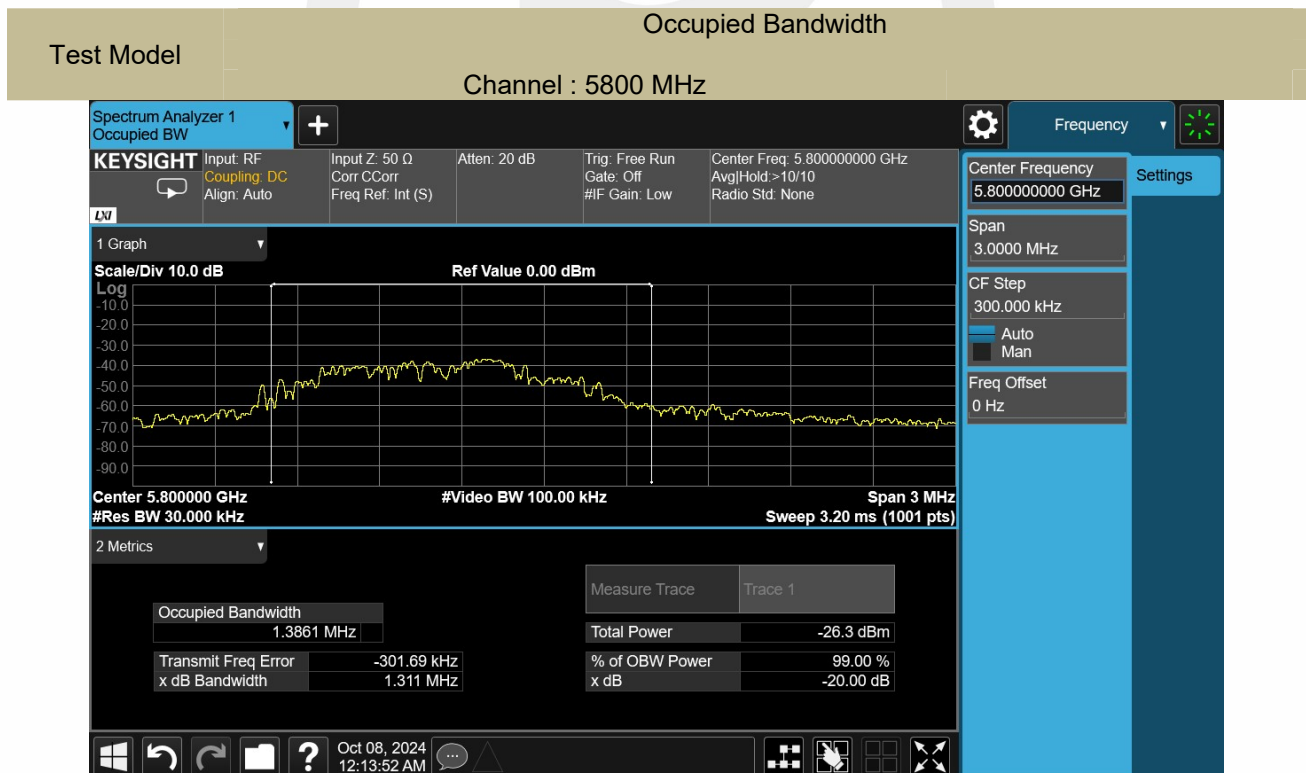 Occupied Bandwidth
Test Model
Channel : 5800 MHz
Spectrum Analyzer 1
Occupied BW
+
Frequency
KEYSIGHT
Input: RF
Coupling: DC
Align: Auto
Input Z: 50 Ω
Corr CCorr
Freq Ref: Int (S)
Atten: 20 dB
Trig: Free Run
Gate: Off
#IF Gain: Low
Center Freq: 5.800000000 GHz
Avg|Hold:>10/10
Radio Std: None
LXI
Center Frequency
5.800000000 GHz
Settings
Span
3.0000 MHz
CF Step
300.000 kHz
Auto
Man
Freq Offset
0 Hz
1 Graph
Scale/Div 10.0 dB
Ref Value 0.00 dBm
Log
-10.0
-20.0
-30.0
-40.0
-50.0
-60.0
-70.0
-80.0
-90.0
Center 5.800000 GHz
#Video BW 100.00 kHz
Span 3 MHz
#Res BW 30.000 kHz
Sweep 3.20 ms (1001 pts)
2 Metrics
Measure Trace Trace 1
Occupied Bandwidth
1.3861 MHz
Total Power -26.3 dBm
Transmit Freq Error -301.69 kHz
% of OBW Power 99.00 %
x dB Bandwidth 1.311 MHz
x dB -20.00 dB
?
Oct 08, 2024
12:13:52 AM